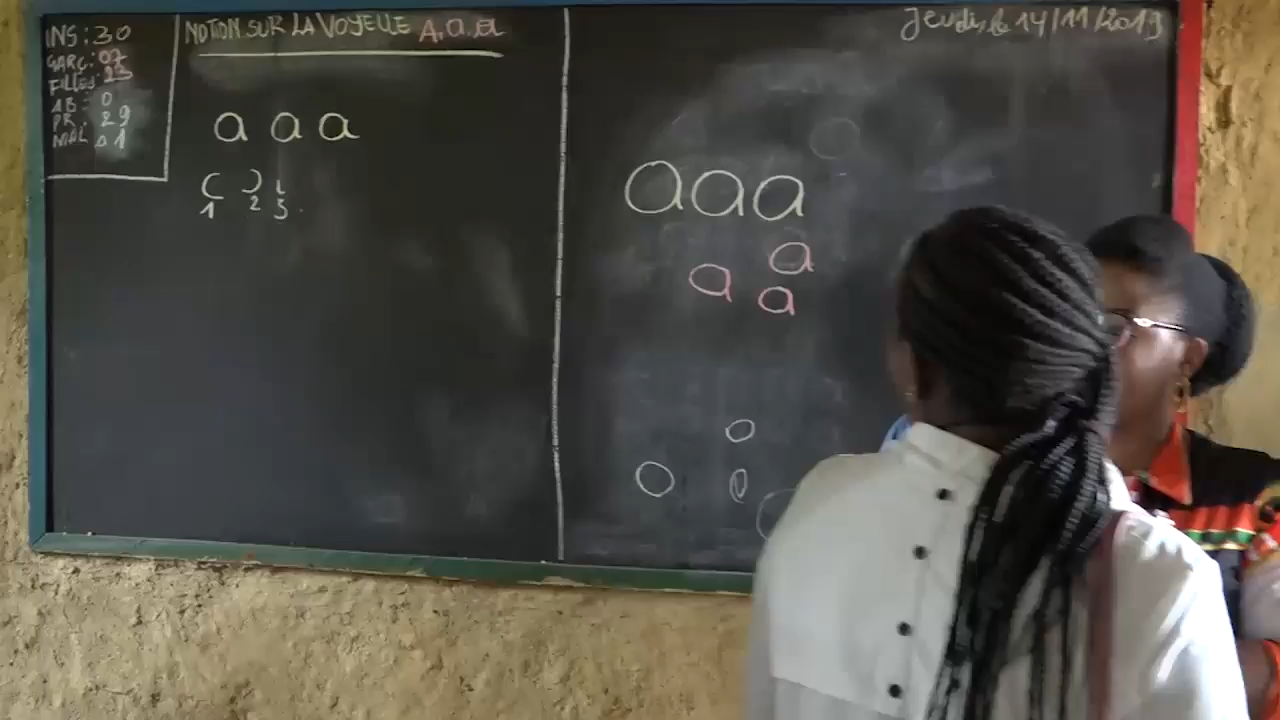 INS : 30
GARÇ : 07
FILLES : 23
AB : 0
PR : 29
MAL 1
NOTION SUR LA VOYELLE A.a.a
a a a
1 2 3
Jeudi, le 14/11/2019
a a a
a
a a